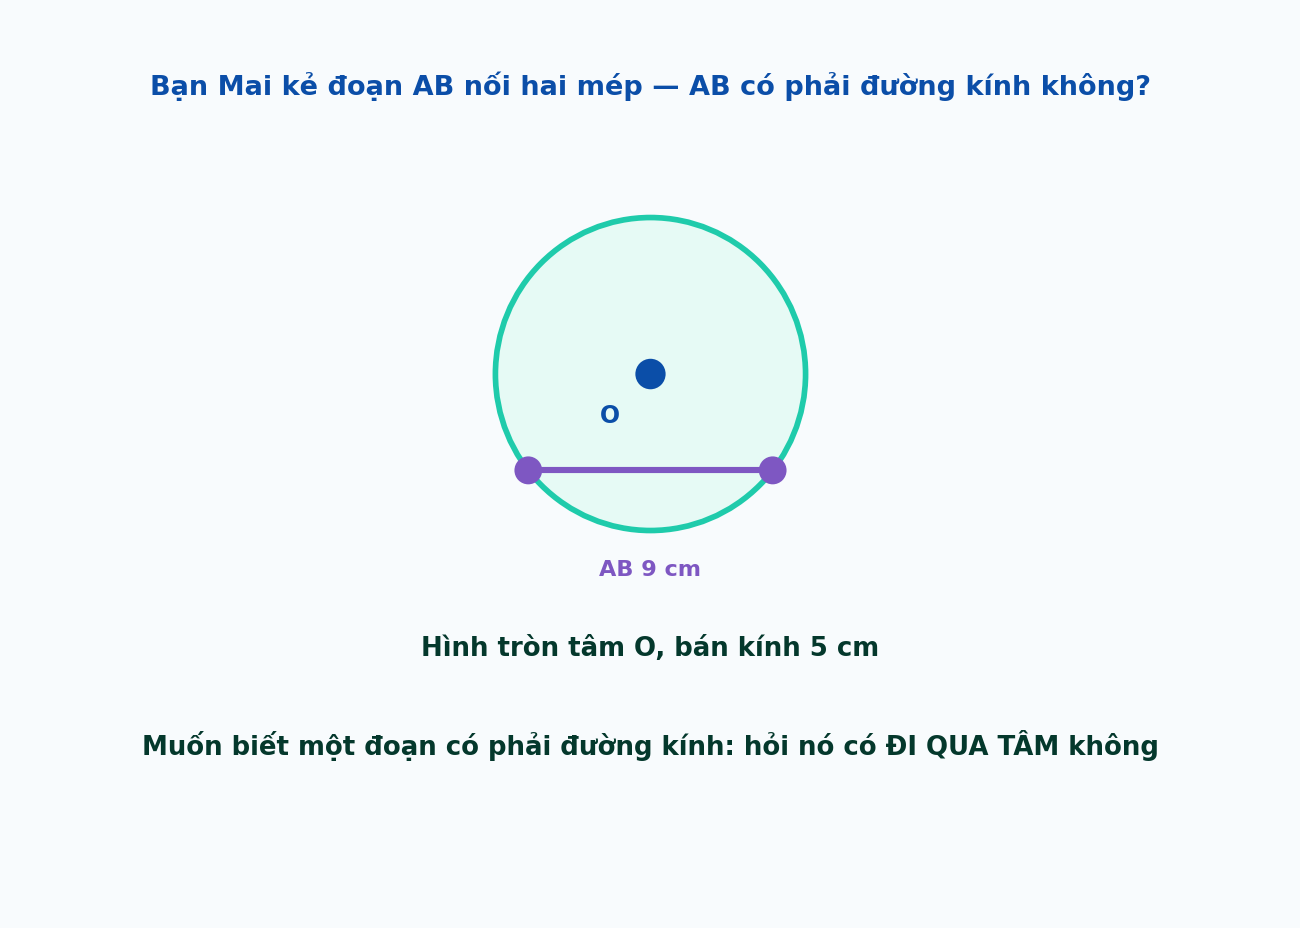 Bạn Mai kẻ đoạn AB nối hai mép — AB có phải đường kính không?
O
AB 9 cm
Hình tròn tâm O, bán kính 5 cm
Muốn biết một đoạn có phải đường kính: hỏi nó có ĐI QUA TÂM không